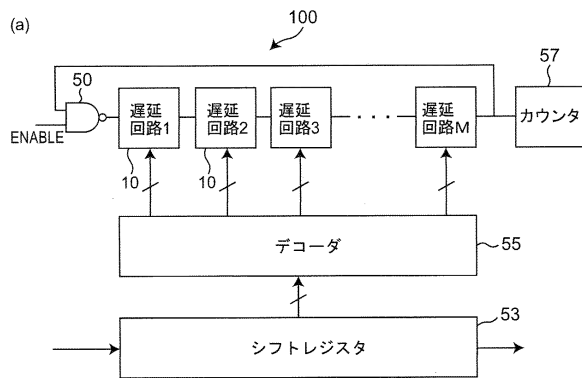 (a)
100
50
57
遅延
回路1
遅延
回路2
遅延
回路3
遅延
回路M
カウンタ
ENABLE
10
10
デコーダ
55
53
シフトレジスタ